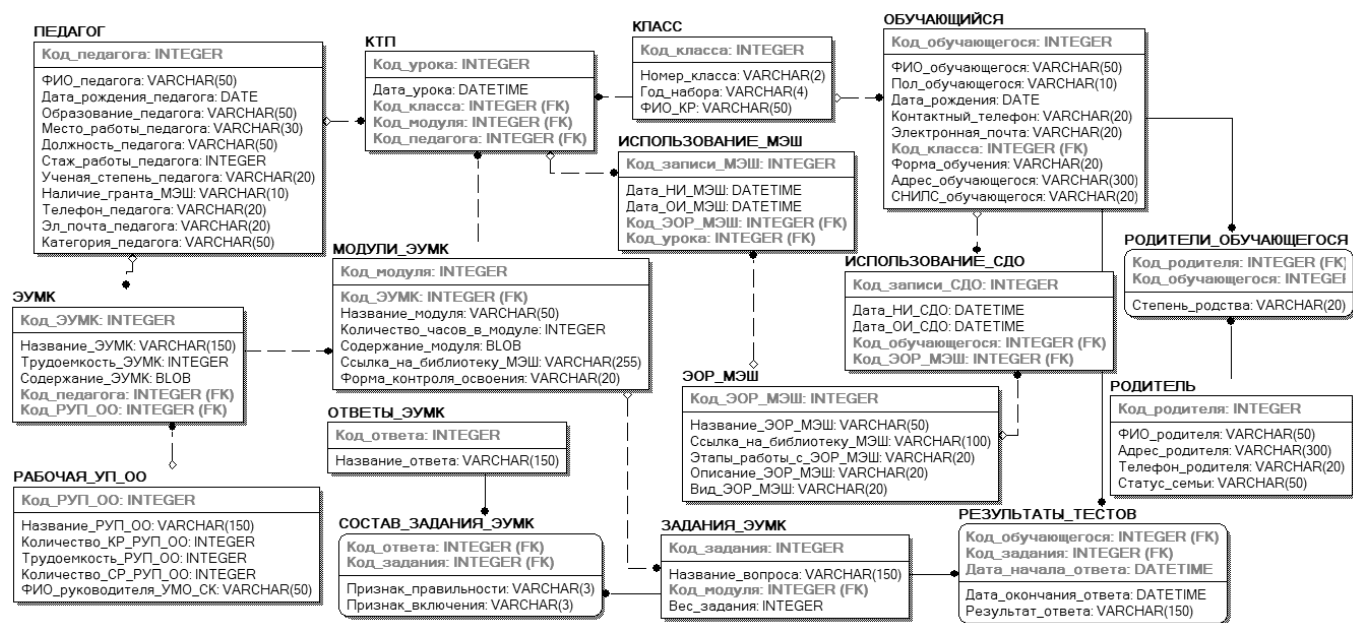 ПЕДАГОГ
Код_педагога: INTEGER
ФИО_педагога: VARCHAR(50)
Дата_рождения_педагога: DATE
Образование_педагога: VARCHAR(50)
Место_работы_педагога: VARCHAR(30)
Должность_педагога: VARCHAR(50)
Стаж_работы_педагога: INTEGER
Ученая_степень_педагога: VARCHAR(20)
Наличие_гранта_МЭШ: VARCHAR(10)
Телефон_педагога: VARCHAR(20)
Эл_почта_педагога: VARCHAR(20)
Категория_педагога: VARCHAR(50)
КТП
Код_урока: INTEGER
Дата_урока: DATETIME
Код_класса: INTEGER (FK)
Код_модуля: INTEGER (FK)
Код_педагога: INTEGER (FK)
КЛАСС
Код_класса: INTEGER
Номер_класса: VARCHAR(2)
Год_набора: VARCHAR(4)
ФИО_КР: VARCHAR(50)
ОБУЧАЮЩИЙСЯ
Код_обучающегося: INTEGER
ФИО_обучающегося: VARCHAR(50)
Пол_обучающегося: VARCHAR(10)
Дата_рождения: DATE
Контактный_телефон: VARCHAR(20)
Электронная_почта: VARCHAR(20)
Код_класса: INTEGER (FK)
Форма_обучения: VARCHAR(20)
Адрес_обучающегося: VARCHAR(300)
СНИЛС_обучающегося: VARCHAR(20)
ИСПОЛЬЗОВАНИЕ_МЭШ
Код_записи_МЭШ: INTEGER
Дата_НИ_МЭШ: DATETIME
Дата_ОИ_МЭШ: DATETIME
Код_ЭОР_МЭШ: INTEGER (FK)
Код_урока: INTEGER (FK)
МОДУЛИ_ЭУМК
Код_модуля: INTEGER
Код_ЭУМК: INTEGER (FK)
Название_модуля: VARCHAR(50)
Количество_часов_в_модуле: INTEGER
Содержание_модуля: BLOB
Ссылка_на_библиотеку_МЭШ: VARCHAR(255)
Форма_контроля_освоения: VARCHAR(20)
ИСПОЛЬЗОВАНИЕ_СДО
Код_записи_СДО: INTEGER
Дата_НИ_СДО: DATETIME
Дата_ОИ_СДО: DATETIME
Код_обучающегося: INTEGER (FK)
Код_ЭОР_МЭШ: INTEGER (FK)
РОДИТЕЛИ_ОБУЧАЮЩЕГОСЯ
Код_родителя: INTEGER (FK)
Код_обучающегося: INTEGEI
Степень_родства: VARCHAR(20)
ЭУМК
Код_ЭУМК: INTEGER
Название_ЭУМК: VARCHAR(150)
Трудоемкость_ЭУМК: INTEGER
Содержание_ЭУМК: BLOB
Код_педагога: INTEGER (FK)
Код_РУП_ОО: INTEGER (FK)
ЭОР_МЭШ
Код_ЭОР_МЭШ: INTEGER
Название_ЭОР_МЭШ: VARCHAR(50)
Ссылка_на_библиотеку_МЭШ: VARCHAR(100)
Этапы_работы_с_ЭОР_МЭШ: VARCHAR(20)
Описание_ЭОР_МЭШ: VARCHAR(20)
Вид_ЭОР_МЭШ: VARCHAR(20)
РОДИТЕЛЬ
Код_родителя: INTEGER
ФИО_родителя: VARCHAR(50)
Адрес_родителя: VARCHAR(300)
Телефон_родителя: VARCHAR(20)
Статус_семьи: VARCHAR(50)
ОТВЕТЫ_ЭУМК
Код_ответа: INTEGER
Название_ответа: VARCHAR(150)
РАБОЧАЯ_УП_ОО
Код_РУП_ОО: INTEGER
Название_РУП_ОО: VARCHAR(150)
Количество_КР_РУП_ОО: INTEGER
Трудоемкость_РУП_ОО: INTEGER
Количество_СР_РУП_ОО: INTEGER
ФИО_руководителя_УМО_СК: VARCHAR(50)
СОСТАВ_ЗАДАНИЯ_ЭУМК
Код_ответа: INTEGER (FK)
Код_задания: INTEGER (FK)
Признак_правильности: VARCHAR(3)
Признак_включения: VARCHAR(3)
ЗАДАНИЯ_ЭУМК
Код_задания: INTEGER
Название_вопроса: VARCHAR(150)
Код_модуля: INTEGER (FK)
Вес_задания: INTEGER
РЕЗУЛЬТАТЫ_ТЕСТОВ
Код_обучающегося: INTEGER (FK)
Код_задания: INTEGER (FK)
Дата_начала_ответа: DATETIME
Дата_окончания_ответа: DATETIME
Результат_ответа: VARCHAR(150)